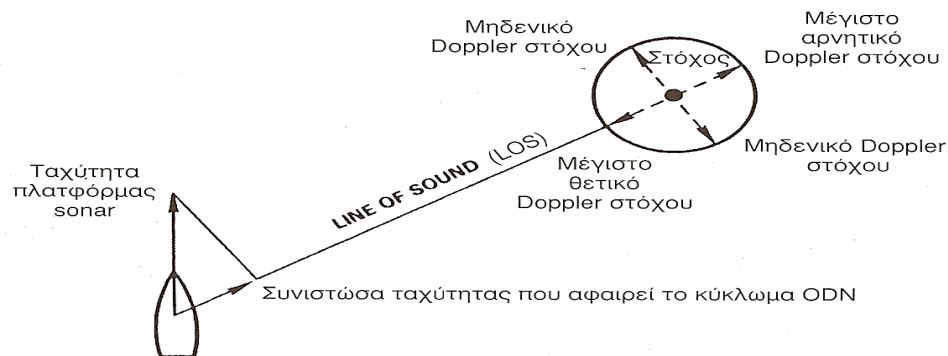 Μηδενικό
Doppler στόχου
Μέγιστο
αρνητικό
Doppler στόχου
Στόχος
Μηδενικό Doppler
στόχου
Μέγιστο
θετικό
Doppler στόχου
LINE OF SOUND (LOS)
Ταχύτητα
πλατφόρμας
sonar
Συνιστώσα ταχύτητας που αφαιρεί το κύκλωμα ODN